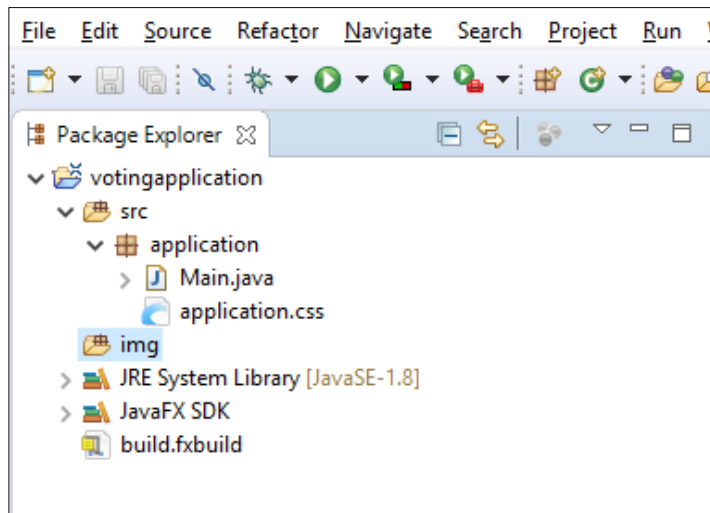 File Edit Source Refactor Navigate Search Project Run
Package Explorer
votingapplication
src
application
Main.java
application.css
img
JRE System Library [JavaSE-1.8]
JavaFX SDK
build.fxbuild